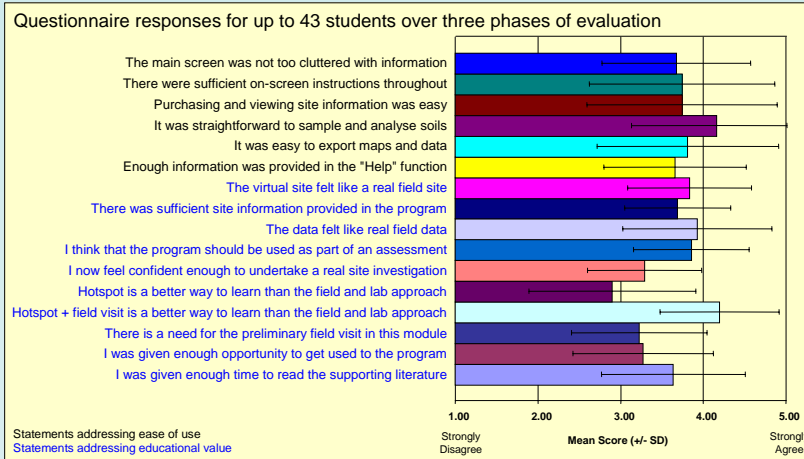 Questionnaire responses for up to 43 students over three phases of evaluation
The main screen was not too cluttered with information
There were sufficient on-screen instructions throughout
Purchasing and viewing site information was easy
It was straightforward to sample and analyse soils
It was easy to export maps and data
Enough information was provided in the "Help" function
The virtual site felt like a real field site
There was sufficient site information provided in the program
The data felt like real field data
I think that the program should be used as part of an assessment
I now feel confident enough to undertake a real site investigation
Hotspot is a better way to learn than the field and lab approach
Hotspot + field visit is a better way to learn than the field and lab approach
There is a need for the preliminary field visit in this module
I was given enough opportunity to get used to the program
I was given enough time to read the supporting literature
1.00 2.00 3.00 4.00 5.00
Strongly Disagree
Mean Score (+/- SD)
Strongl Agree
Statements addressing ease of use
Statements addressing educational value